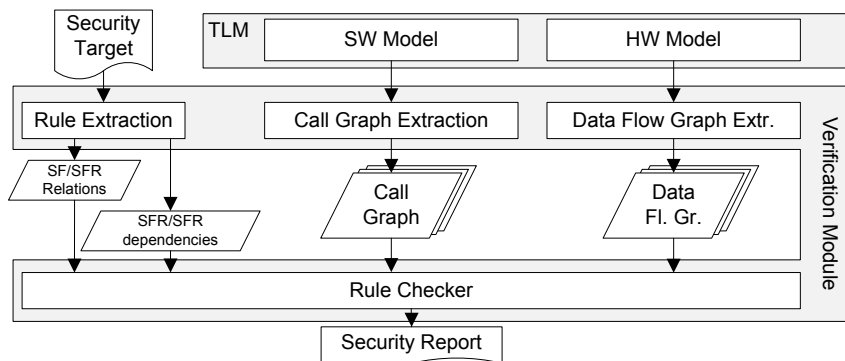 Security
Target
TLM
SW Model
HW Model
Rule Extraction
Call Graph Extraction
Data Flow Graph Extr.
Verification Module
SF/SFR
Relations
SFR/SFR
dependencies
Call
Graph
Data
Fl. Gr.
Rule Checker
Security Report